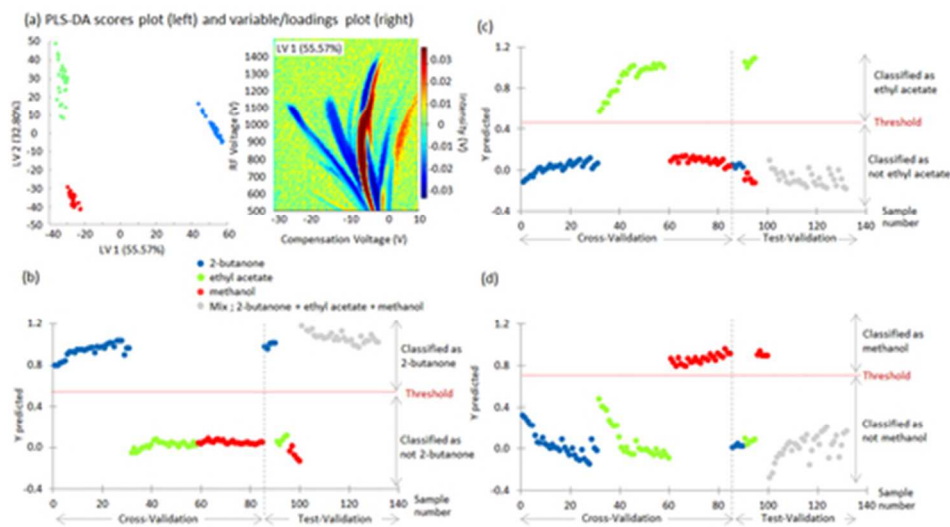 (a) PLS-DA scores plot (left) and variable/loadings plot (right)
50
40
30
20
10
0
-10
-20
-30
-40
-50
LV 2 (32.80%)
-40 -20 0 20 40 60
LV 1 (55.57%)
LV 1 (55.57%)
1400
1300
1200
1100
1000
900
800
700
600
500
RF Voltage (V)
-30 -20 -10 0 10
Compensation Voltage (V)
0.03
0.02
0.01
0
-0.01
-0.02
-0.03
Intensity (V)
2-butanone
ethyl acetate
methanol
Mix ; 2-butanone + ethyl acetate + methanol
(b)
1.2
0.8
0.4
0.0
-0.4
Y predicted
Classified as
2-butanone
Threshold
Classified as
not 2-butanone
Sample
number
0 20 40 60 80 100 120 140
Cross-Validation
Test-Validation
(c)
1.2
0.8
0.4
0.0
-0.4
Y predicted
Classified as
ethyl acetate
Threshold
Classified as
not ethyl acetate
Sample
number
0 20 40 60 80 100 120 140
Cross-Validation
Test-Validation
(d)
1.2
0.8
0.4
0.0
-0.4
Y predicted
Classified as
methanol
Threshold
Classified as
not methanol
Sample
number
0 20 40 60 80 100 120 140
Cross-Validation
Test-Validation